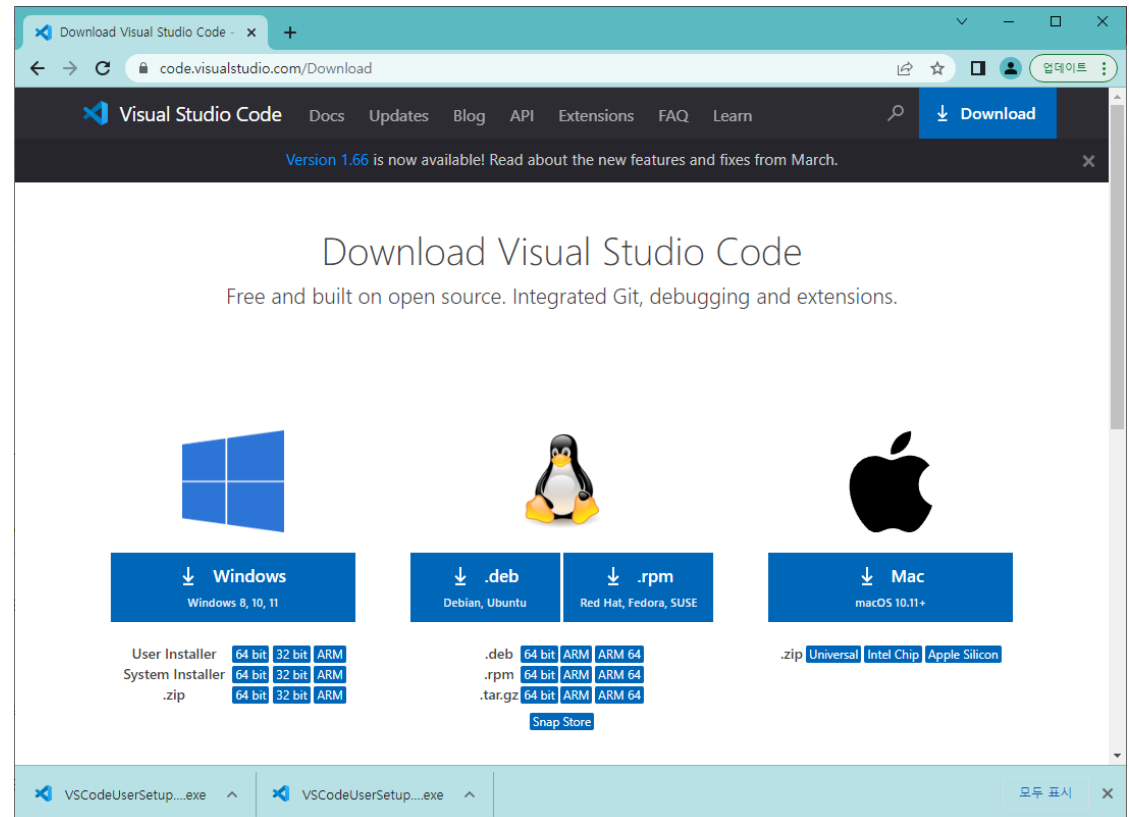 Download Visual Studio Code -
code.visualstudio.com/Download
업데이트
Visual Studio Code Docs Updates Blog API Extensions FAQ Learn Download
Version 1.66 is now available! Read about the new features and fixes from March.
Download Visual Studio Code
Free and built on open source. Integrated Git, debugging and extensions.
Windows
Windows 8, 10, 11
User Installer 64 bit 32 bit ARM
System Installer 64 bit 32 bit ARM
.zip 64 bit 32 bit ARM
.deb
Debian, Ubuntu
.rpm
Red Hat, Fedora, SUSE
.deb 64 bit ARM ARM 64
.rpm 64 bit ARM ARM 64
.tar.gz 64 bit ARM ARM 64
Snap Store
Mac
macOS 10.11+
.zip Universal Intel Chip Apple Silicon
VSCodeUserSetup....exe VSCodeUserSetup....exe 모두 표시